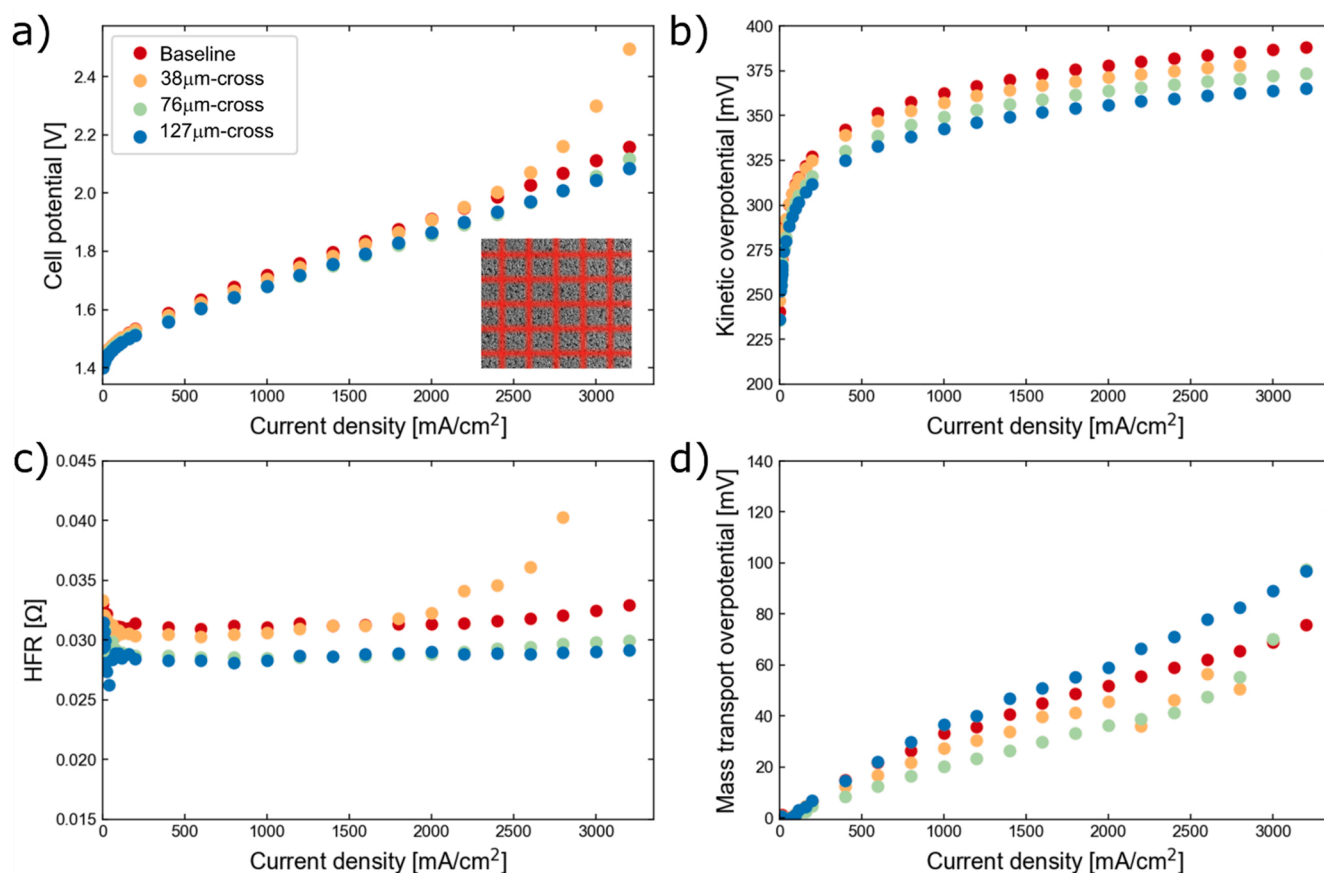 a)
Baseline
38μm-cross
76μm-cross
127μm-cross
Cell potential [V]
2.4
2.2
2.0
1.8
1.6
1.4
0 500 1000 1500 2000 2500 3000
Current density [mA/cm²]
b)
Kinetic overpotential [mV]
400
375
350
325
300
275
250
225
200
0 500 1000 1500 2000 2500 3000
Current density [mA/cm²]
c)
HFR [Ω]
0.045
0.040
0.035
0.030
0.025
0.020
0.015
0 500 1000 1500 2000 2500 3000
Current density [mA/cm²]
d)
Mass transport overpotential [mV]
140
120
100
80
60
40
20
0
0 500 1000 1500 2000 2500 3000
Current density [mA/cm²]